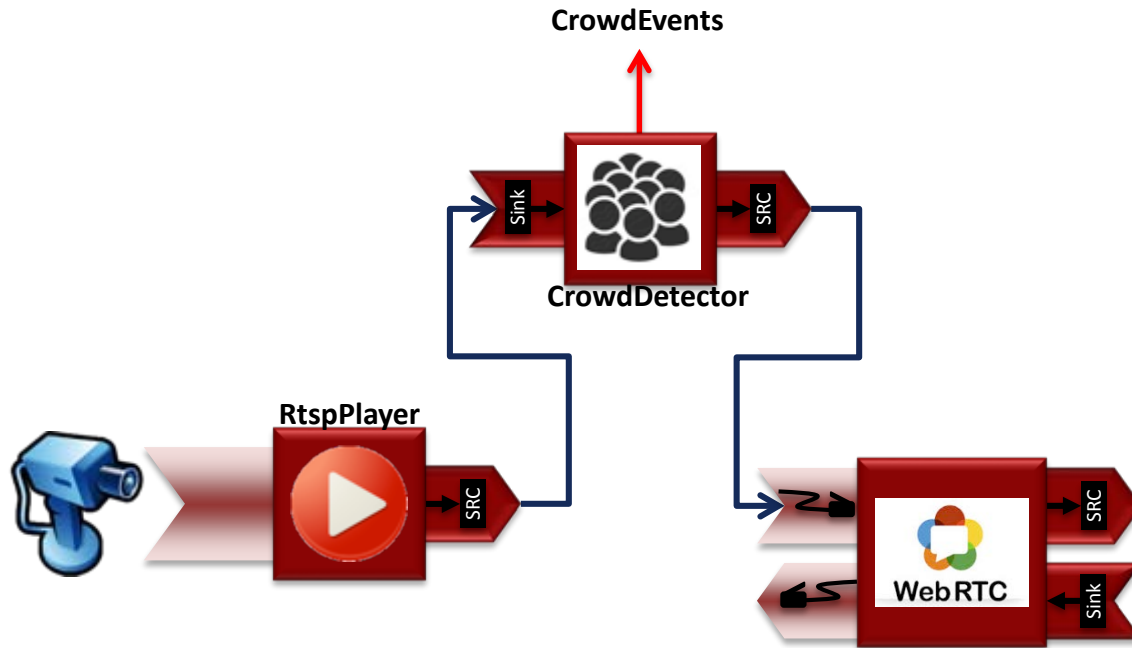 CrowdEvents
Sink
SRC
CrowdDetector
RtspPlayer
SRC
SRC
WebRTC
Sink